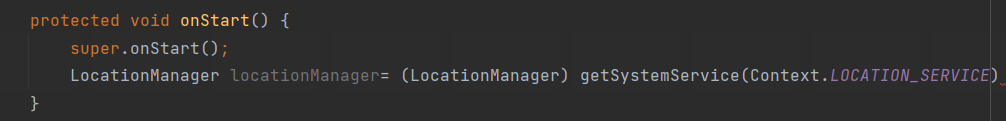 protected void onStart() {
super.onStart();
LocationManager locationManager= (LocationManager) getSystemService(Context.LOCATION_SERVICE)
}